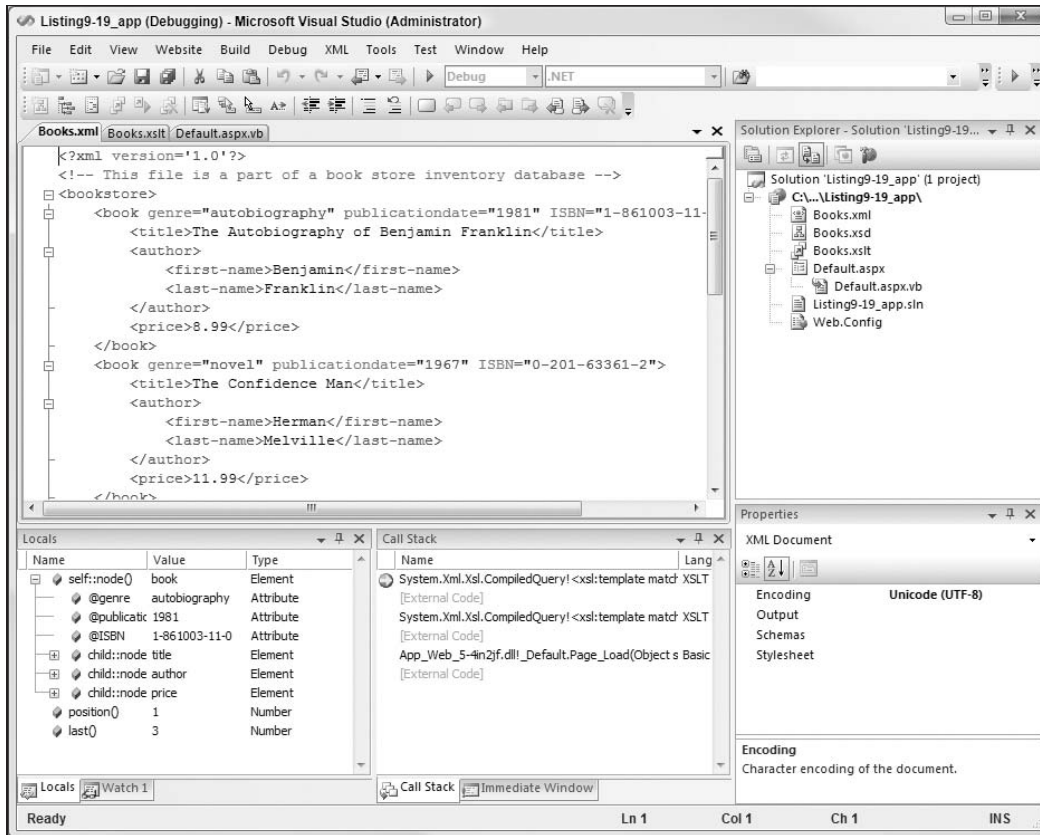 Listing9-19_app (Debugging) - Microsoft Visual Studio (Administrator)
File Edit View Website Build Debug XML Tools Test Window Help
Debug .NET
Books.xml Books.xslt Default.aspx.vb
<?xml version='1.0'?>
<!-- This file is a part of a book store inventory database -->
<bookstore>
<book genre="autobiography" publicationdate="1981" ISBN="1-861003-11-
<title>The Autobiography of Benjamin Franklin</title>
<author>
<first-name>Benjamin</first-name>
<last-name>Franklin</last-name>
</author>
<price>8.99</price>
</book>
<book genre="novel" publicationdate="1967" ISBN="0-201-63361-2">
<title>The Confidence Man</title>
<author>
<first-name>Herman</first-name>
<last-name>Melville</last-name>
</author>
<price>11.99</price>
</book>
Solution Explorer - Solution 'Listing9-19...
Solution 'Listing9-19_app' (1 project)
C:\...\Listing9-19_app\
Books.xml
Books.xsd
Books.xslt
Default.aspx
Default.aspx.vb
Listing9-19_app.sln
Web.Config
Locals
Name Value Type
self::node() book Element
@genre autobiography Attribute
@publicatic 1981 Attribute
@ISBN 1-861003-11-0 Attribute
child::node title Element
child::node author Element
child::node price Element
position() 1 Number
last() 3 Number
Locals Watch 1
Call Stack
Name Lang
System.Xml.Xsl.CompiledQuery!<xsl:template match XSLT
[External Code]
System.Xml.Xsl.CompiledQuery!<xsl:template match XSLT
[External Code]
App_Web_5-4in2jf.dll!_Default.Page_Load(Object s Basic
[External Code]
Call Stack Immediate Window
Properties
XML Document
Encoding Unicode (UTF-8)
Output
Schemas
Stylesheet
Encoding
Character encoding of the document.
Ready Ln 1 Col 1 Ch 1 INS